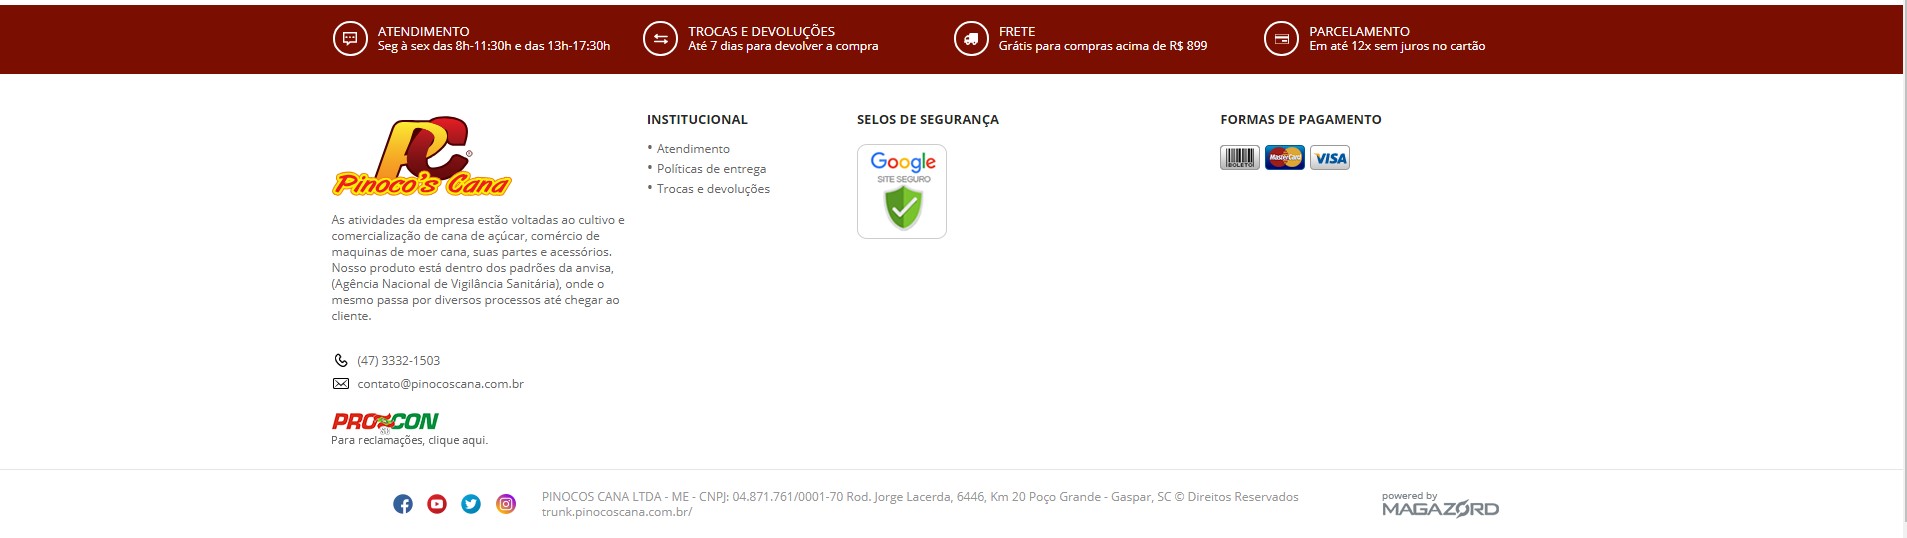 ATENDIMENTO
Seg à sex das 8h-11:30h e das 13h-17:30h
TROCAS E DEVOLUÇÕES
Até 7 dias para devolver a compra
FRETE
Grátis para compras acima de R$ 899
PARCELAMENTO
Em até 12x sem juros no cartão
PC ®
Pinoco's Cana
As atividades da empresa estão voltadas ao cultivo e
comercialização de cana de açúcar, comércio de
maquinas de moer cana, suas partes e acessórios.
Nosso produto está dentro dos padrões da anvisa,
(Agência Nacional de Vigilância Sanitária), onde o
mesmo passa por diversos processos até chegar ao
cliente.
(47) 3332-1503
contato@pinocoscana.com.br
PROCON
SC
Para reclamações, clique aqui.
INSTITUCIONAL
• Atendimento
• Políticas de entrega
• Trocas e devoluções
SELOS DE SEGURANÇA
Google
SITE SEGURO
FORMAS DE PAGAMENTO
BOLETO
MasterCard
VISA
PINOCOS CANA LTDA - ME - CNPJ: 04.871.761/0001-70 Rod. Jorge Lacerda, 6446, Km 20 Poço Grande - Gaspar, SC © Direitos Reservados
trunk.pinocoscana.com.br/
powered by
MAGAZORD